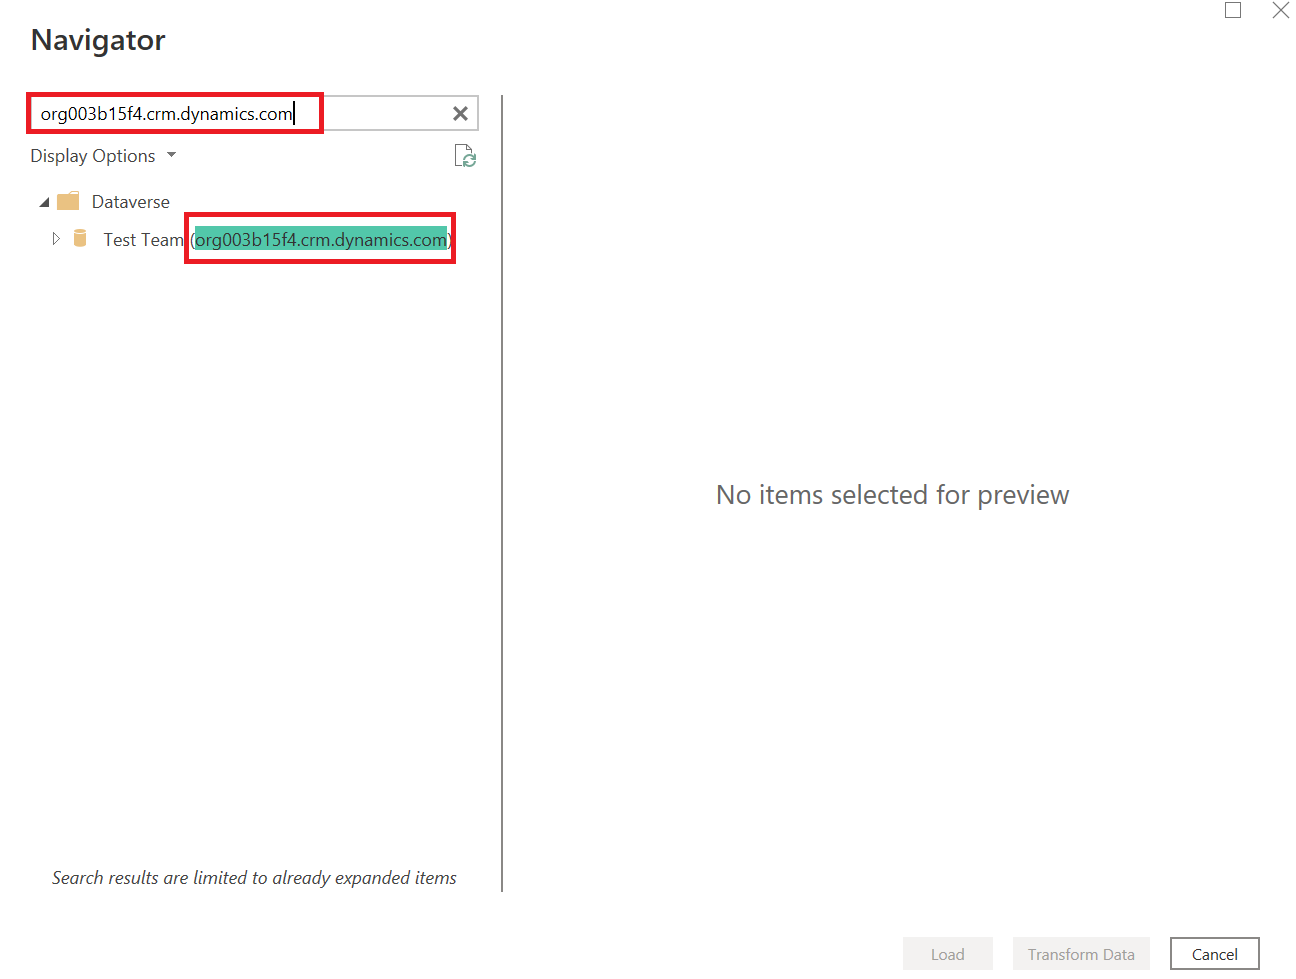 Navigator
org003b15f4.crm.dynamics.com
Display Options
Dataverse
Test Team (org003b15f4.crm.dynamics.com)
No items selected for preview
Search results are limited to already expanded items
Load Transform Data Cancel